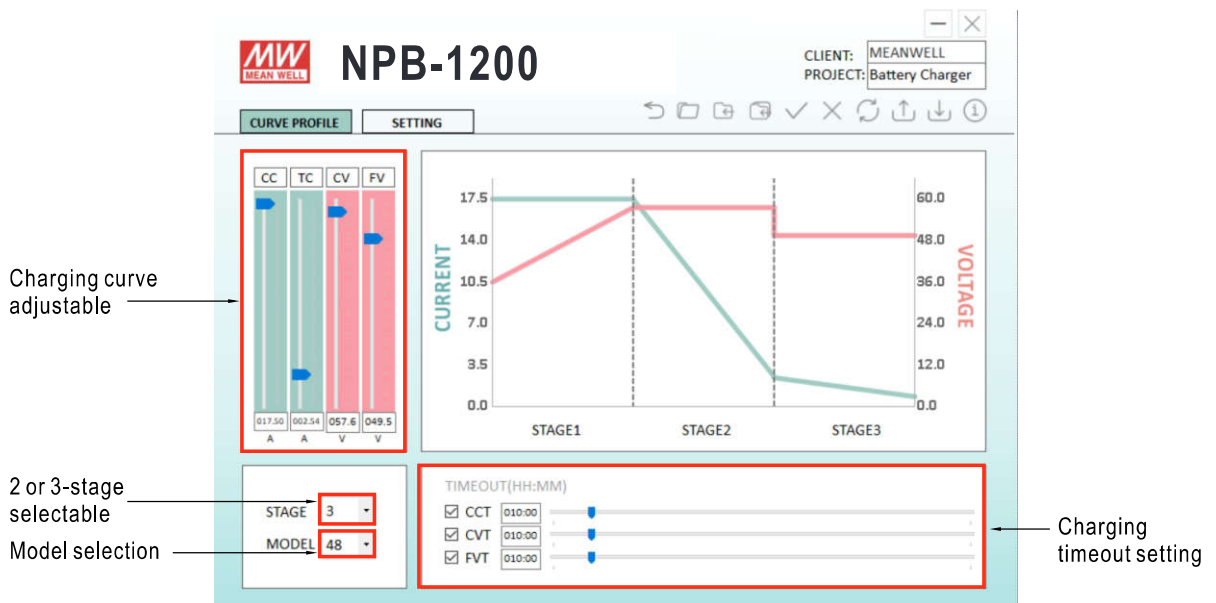 MW
MEAN WELL
NPB-1200
CLIENT: MEANWELL
PROJECT: Battery Charger
CURVE PROFILE
SETTING
CC TC CV FV
017.50 002.54 057.6 049.5
A A V V
Charging curve
adjustable
CURRENT
17.5
14.0
10.5
7.0
3.5
0.0
60.0
48.0
36.0
24.0
12.0
0.0
VOLTAGE
STAGE1 STAGE2 STAGE3
2 or 3-stage
selectable
Model selection
STAGE 3
MODEL 48
TIMEOUT(HH:MM)
CCT 010:00
CVT 010:00
FVT 010:00
Charging
timeout setting